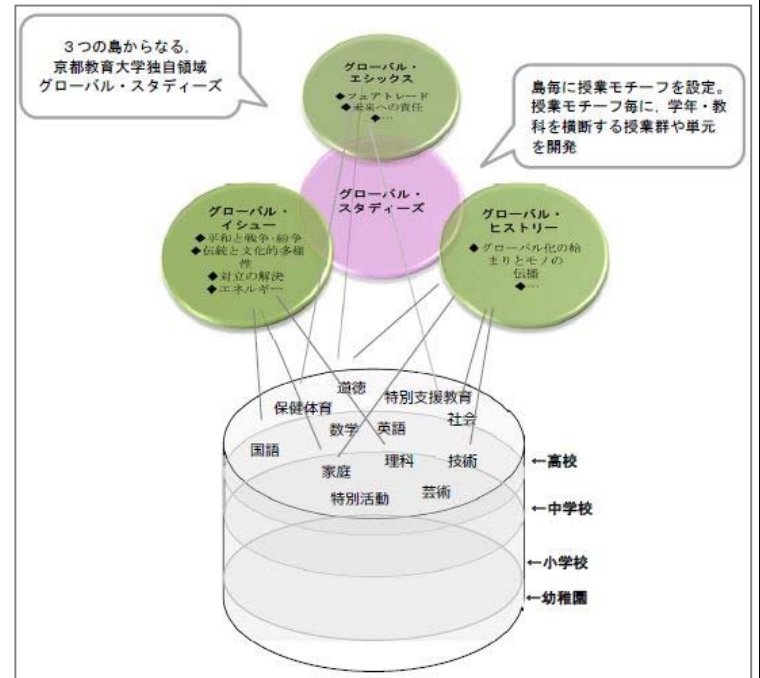 ３つの島からなる，
京都教育大学独自領域
グローバル・スタディーズ
グローバル・
エシックス
◆フェアトレード
◆未来への責任
◆…
島毎に授業モチーフを設定。
授業モチーフ毎に，学年・教
科を横断する授業群や単元
を開発
グローバル・
スタディーズ
グローバル・
イシュー
◆平和と戦争・紛争
◆伝統と文化的多様
性
◆対立の解決
◆エネルギー
グローバル・
ヒストリー
◆グローバル化の始
まりとモノの
伝播
◆…
道徳
特別支援教育
保健体育
社会
数学
英語
国語
理科
技術
家庭
特別活動
芸術
←高校
←中学校
←小学校
←幼稚園